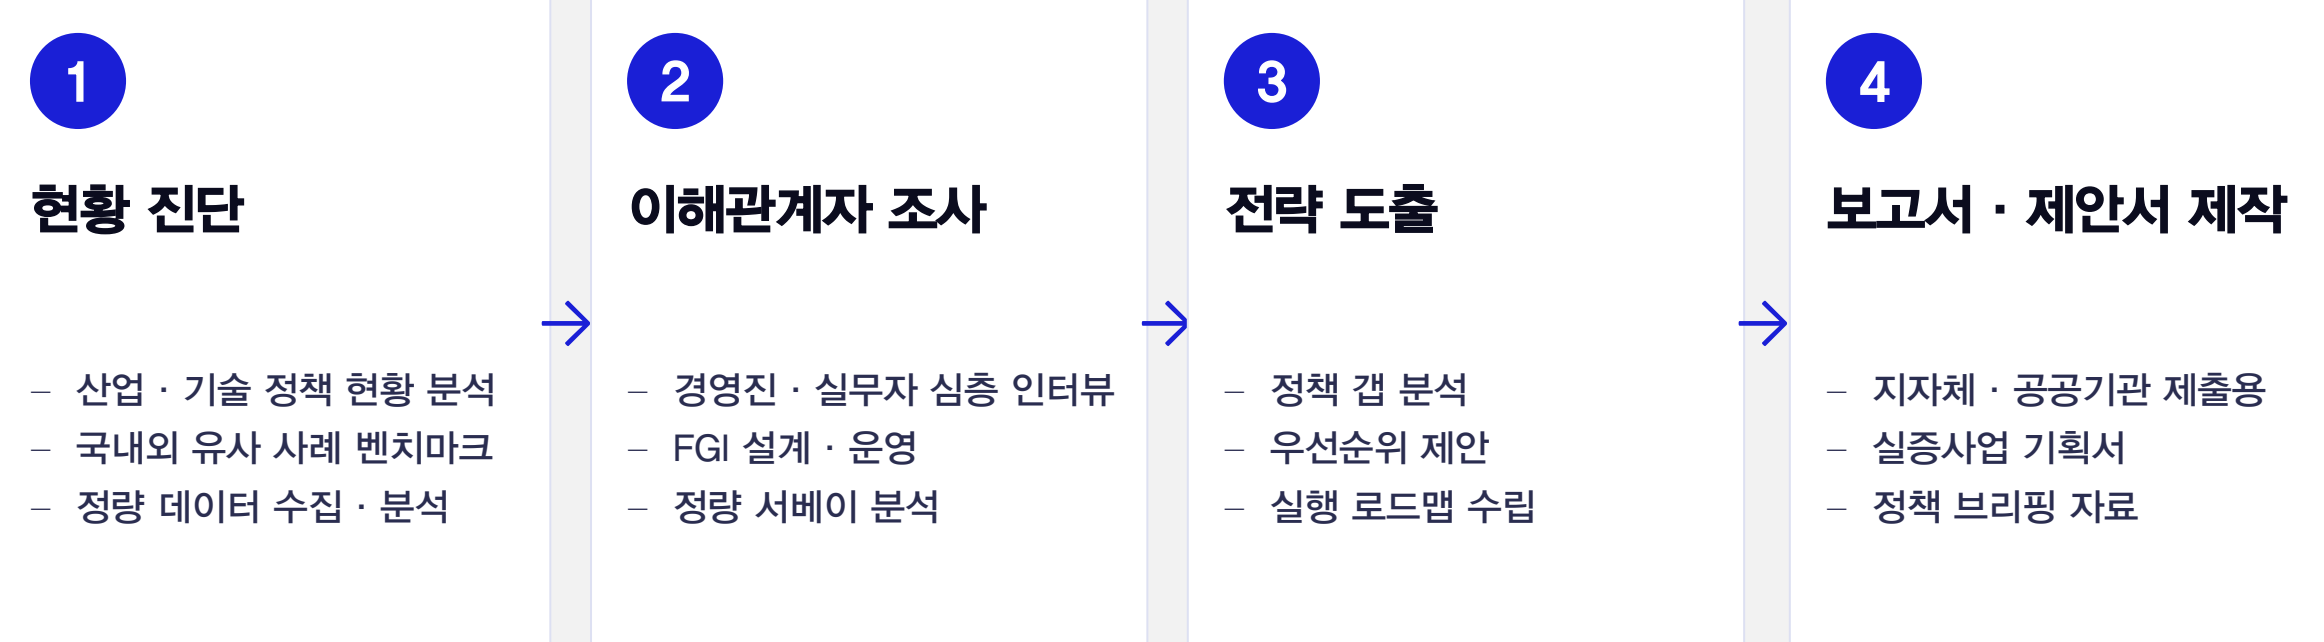 1
현황 진단
– 산업 · 기술 정책 현황 분석
– 국내외 유사 사례 벤치마크
– 정량 데이터 수집 · 분석
→
2
이해관계자 조사
– 경영진 · 실무자 심층 인터뷰
– FGI 설계 · 운영
– 정량 서베이 분석
→
3
전략 도출
– 정책 갭 분석
– 우선순위 제안
– 실행 로드맵 수립
→
4
보고서 · 제안서 제작
– 지자체 · 공공기관 제출용
– 실증사업 기획서
– 정책 브리핑 자료